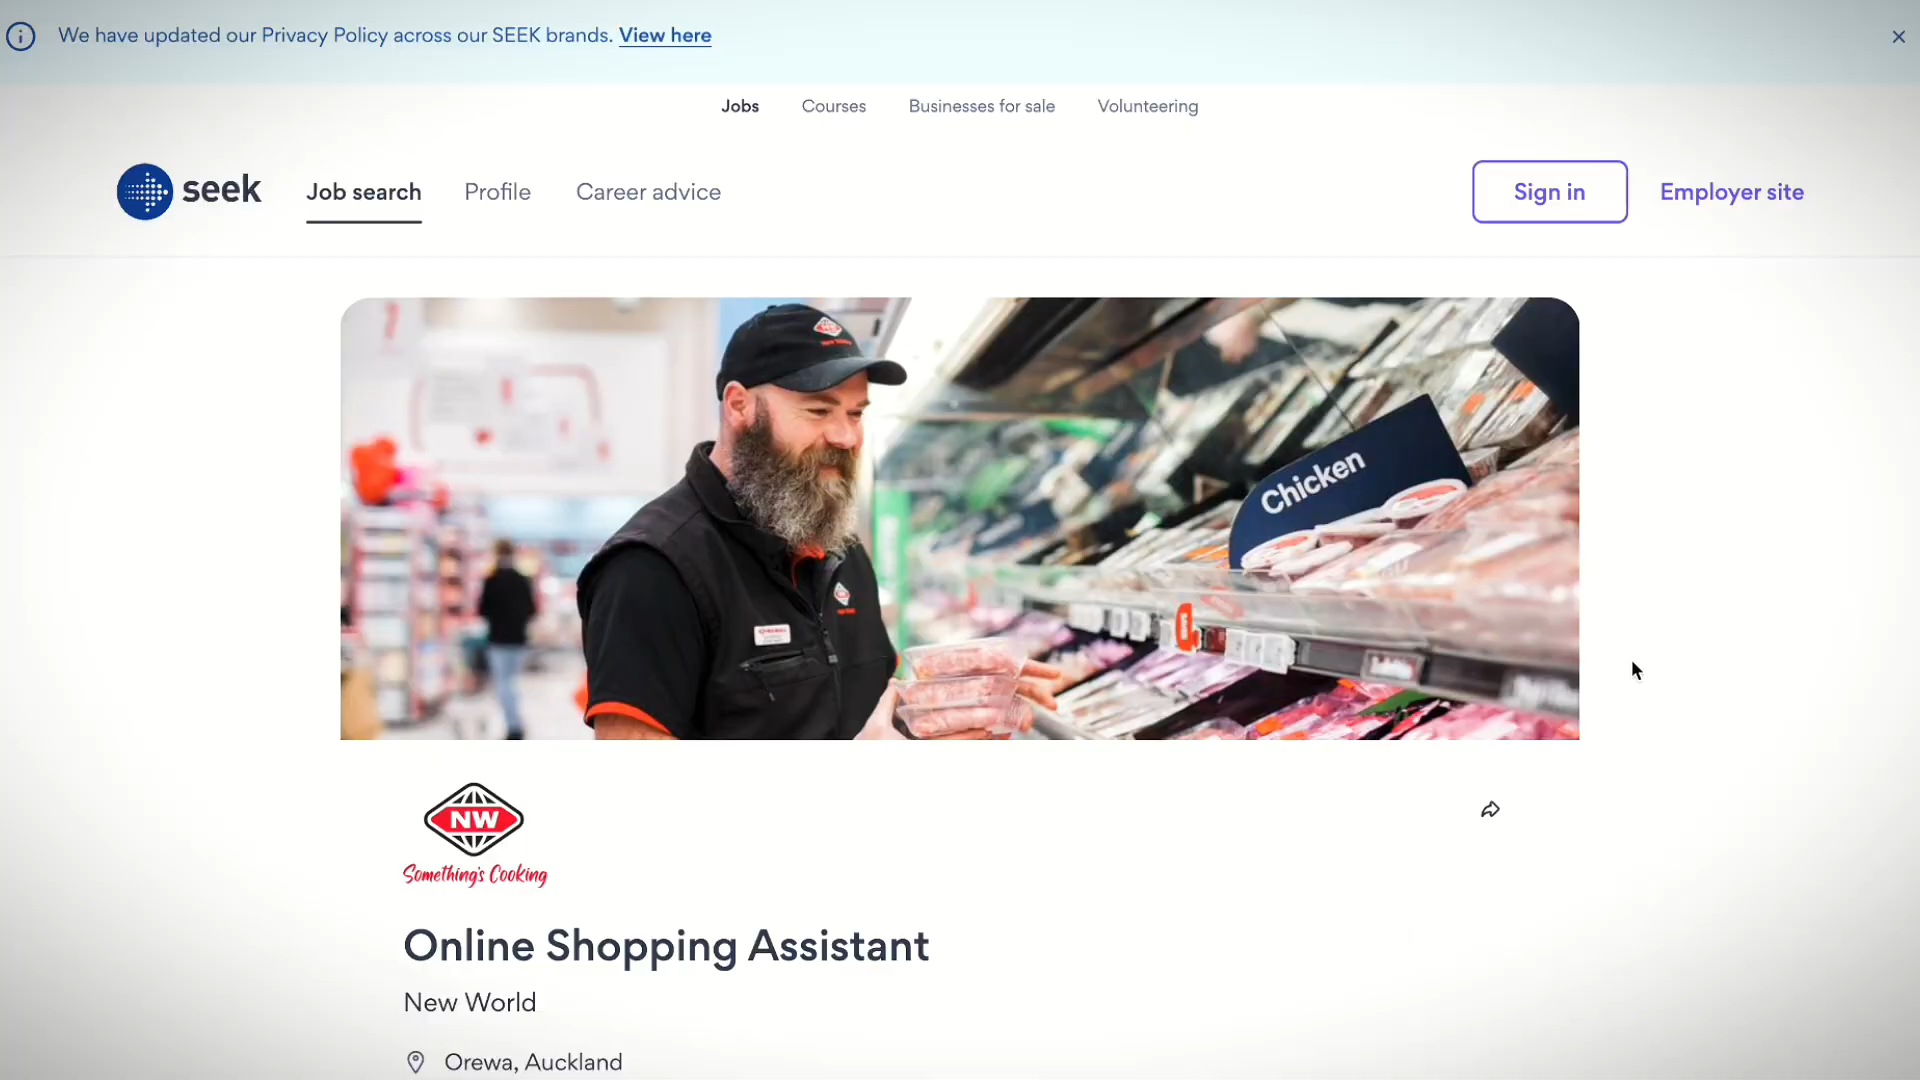 We have updated our Privacy Policy across our SEEK brands. View here
Jobs Courses Businesses for sale Volunteering
seek Job search Profile Career advice Sign in Employer site
Chicken
NW
Something's Cooking
Online Shopping Assistant
New World
Orewa, Auckland